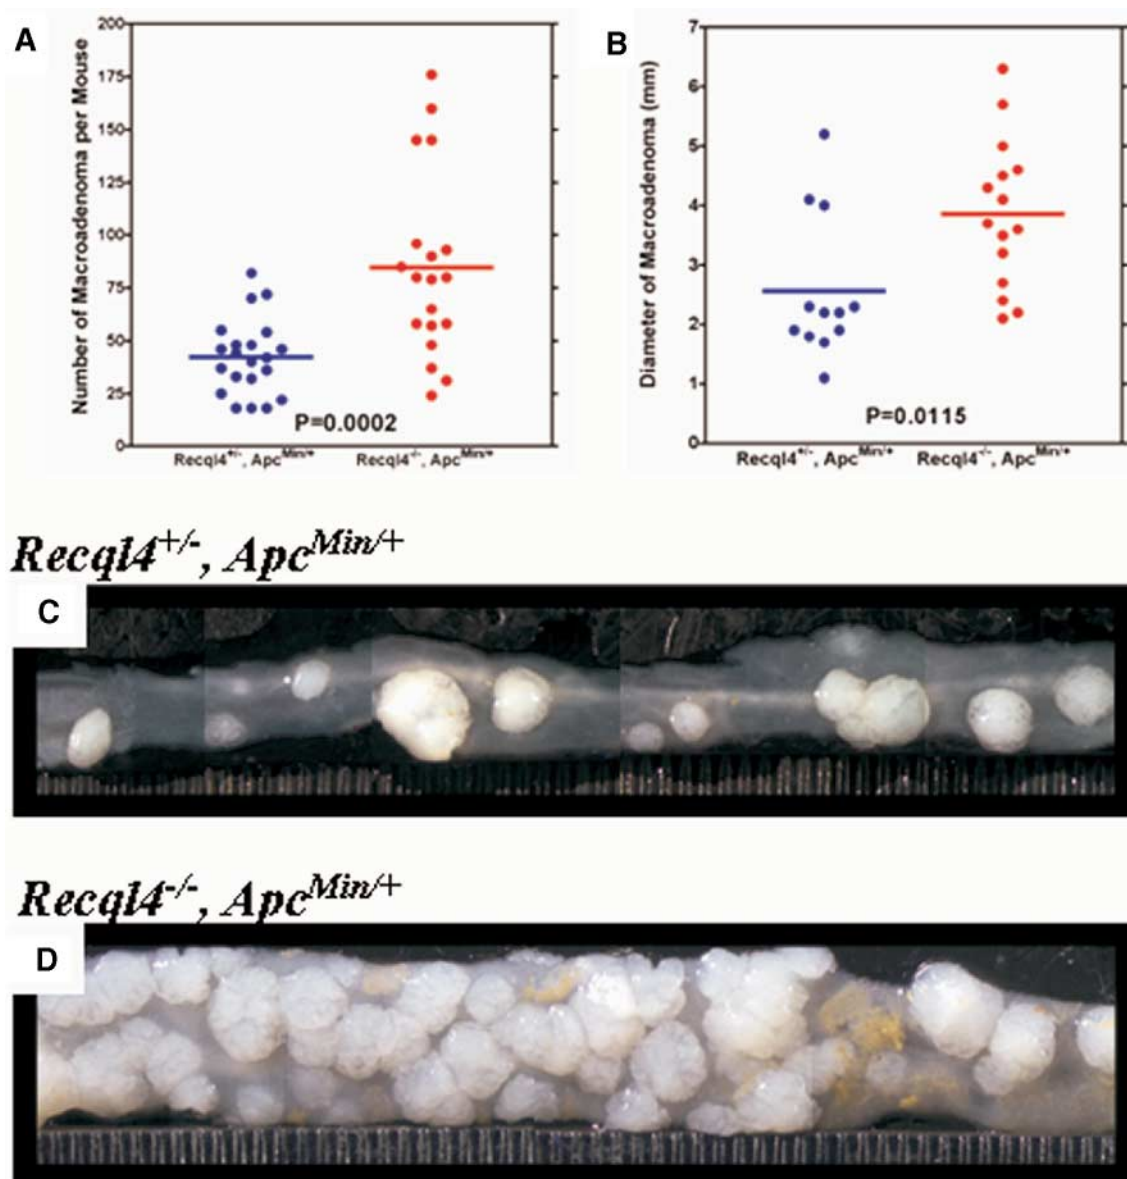 A
B
Number of Macroadenoma per Mouse
200
175
150
125
100
75
50
25
0
P=0.0002
Recql4+/-, ApcMin/+
Recql4-/-, ApcMin/+
Diameter of Macroadenoma (mm)
7
6
5
4
3
2
1
0
P=0.0115
Recql4+/-, ApcMin/+
Recql4-/-, ApcMin/+
Recql4+/-, ApcMin/+
C
Recql4-/-, ApcMin/+
D